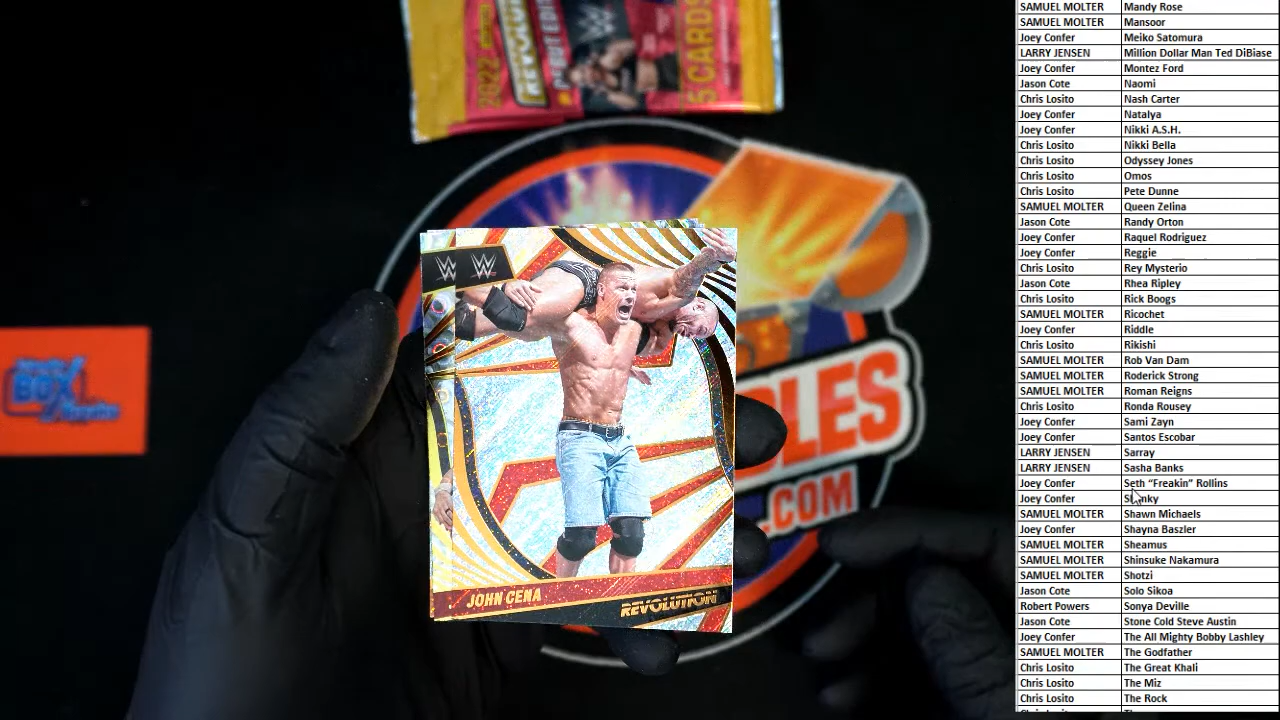 2022
REVOLU
DEBUT EDI
5 CARDS
W
W
JOHN CENA
REVOLUTION
BOX
LES
.COM
SAMUEL MOLTER Mandy Rose
SAMUEL MOLTER Mansoor
Joey Confer Meiko Satomura
LARRY JENSEN Million Dollar Man Ted DiBiase
Joey Confer Montez Ford
Jason Cote Naomi
Chris Losito Nash Carter
Joey Confer Natalya
Joey Confer Nikki A.S.H.
Chris Losito Nikki Bella
Chris Losito Odyssey Jones
Chris Losito Omos
Chris Losito Pete Dunne
SAMUEL MOLTER Queen Zelina
Jason Cote Randy Orton
Joey Confer Raquel Rodriguez
Joey Confer Reggie
Chris Losito Rey Mysterio
Jason Cote Rhea Ripley
Chris Losito Rick Boogs
SAMUEL MOLTER Ricochet
Joey Confer Riddle
Chris Losito Rikishi
SAMUEL MOLTER Rob Van Dam
SAMUEL MOLTER Roderick Strong
SAMUEL MOLTER Roman Reigns
Chris Losito Ronda Rousey
Joey Confer Sami Zayn
Joey Confer Santos Escobar
LARRY JENSEN Sarray
LARRY JENSEN Sasha Banks
Joey Confer Seth “Freakin” Rollins
Joey Confer
SAMUEL MOLTER Shawn Michaels
Joey Confer Shayna Baszler
SAMUEL MOLTER Sheamus
SAMUEL MOLTER Shinsuke Nakamura
SAMUEL MOLTER Shotzi
Jason Cote Solo Sikoa
Robert Powers Sonya Deville
Jason Cote Stone Cold Steve Austin
Joey Confer The All Mighty Bobby Lashley
SAMUEL MOLTER The Godfather
Chris Losito The Great Khali
Chris Losito The Miz
Chris Losito The Rock